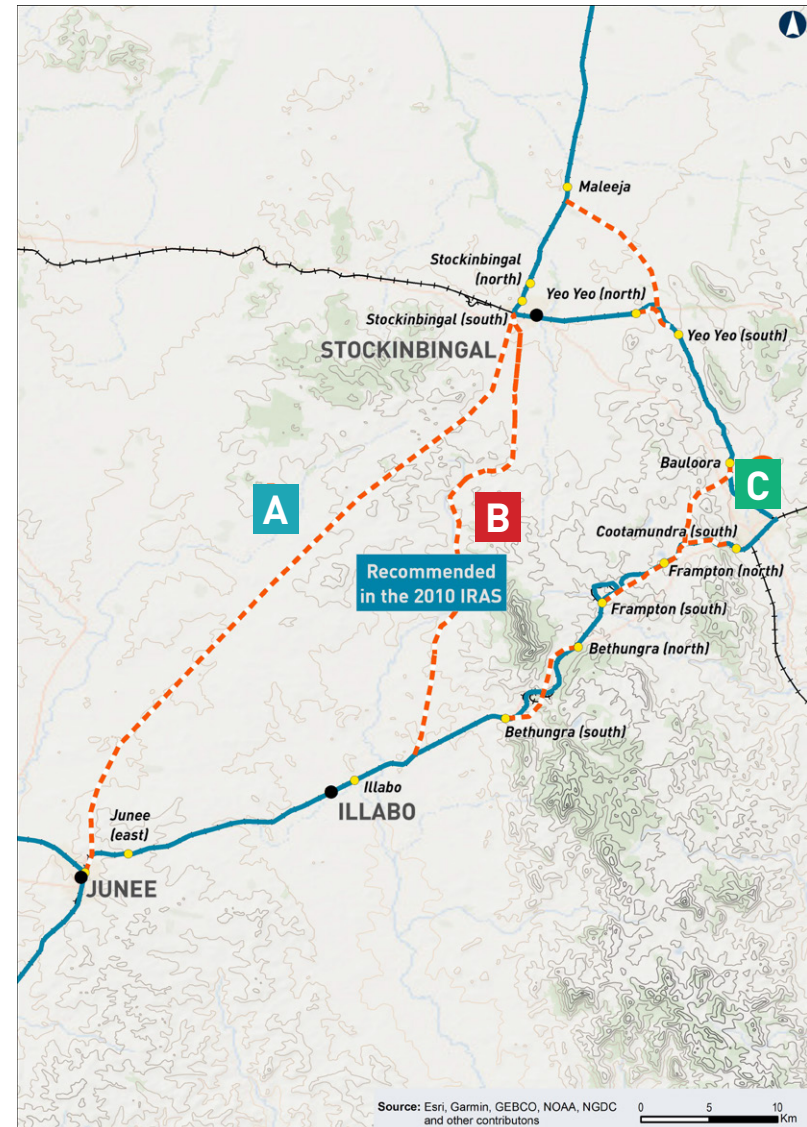 Maleeja
Stockinbingal
(north)
Yeo Yeo (north)
Stockinbingal (south)
Yeo Yeo (south)
STOCKINBINGAL
Bauloora
C
A
B
Cootamundra (south)
Recommended
in the 2010 IRAS
Frampton (north)
Frampton (south)
Bethungra (north)
Bethungra (south)
Illabo
ILLABO
Junee
(east)
JUNEE
Source: Esri, Garmin, GEBCO, NOAA, NGDC
and other contributons
0 5 10
Km